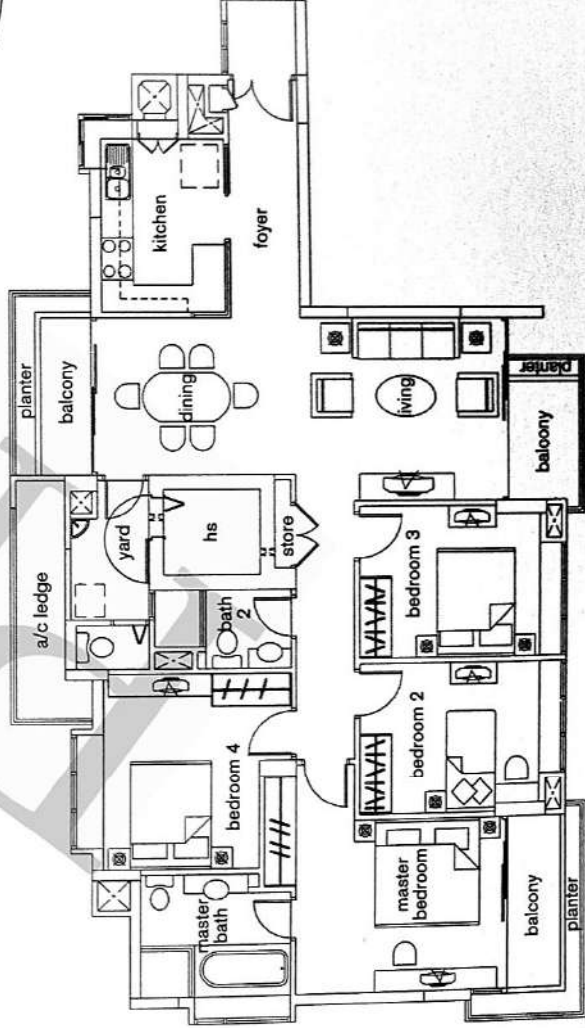 planter
a/c ledge
balcony
yard
kitchen
dining
master
bath
hs
bath
2
bedroom 4
foyer
store
master
bedroom
bedroom 2
bedroom 3
living
balcony
baloony
planter
planter